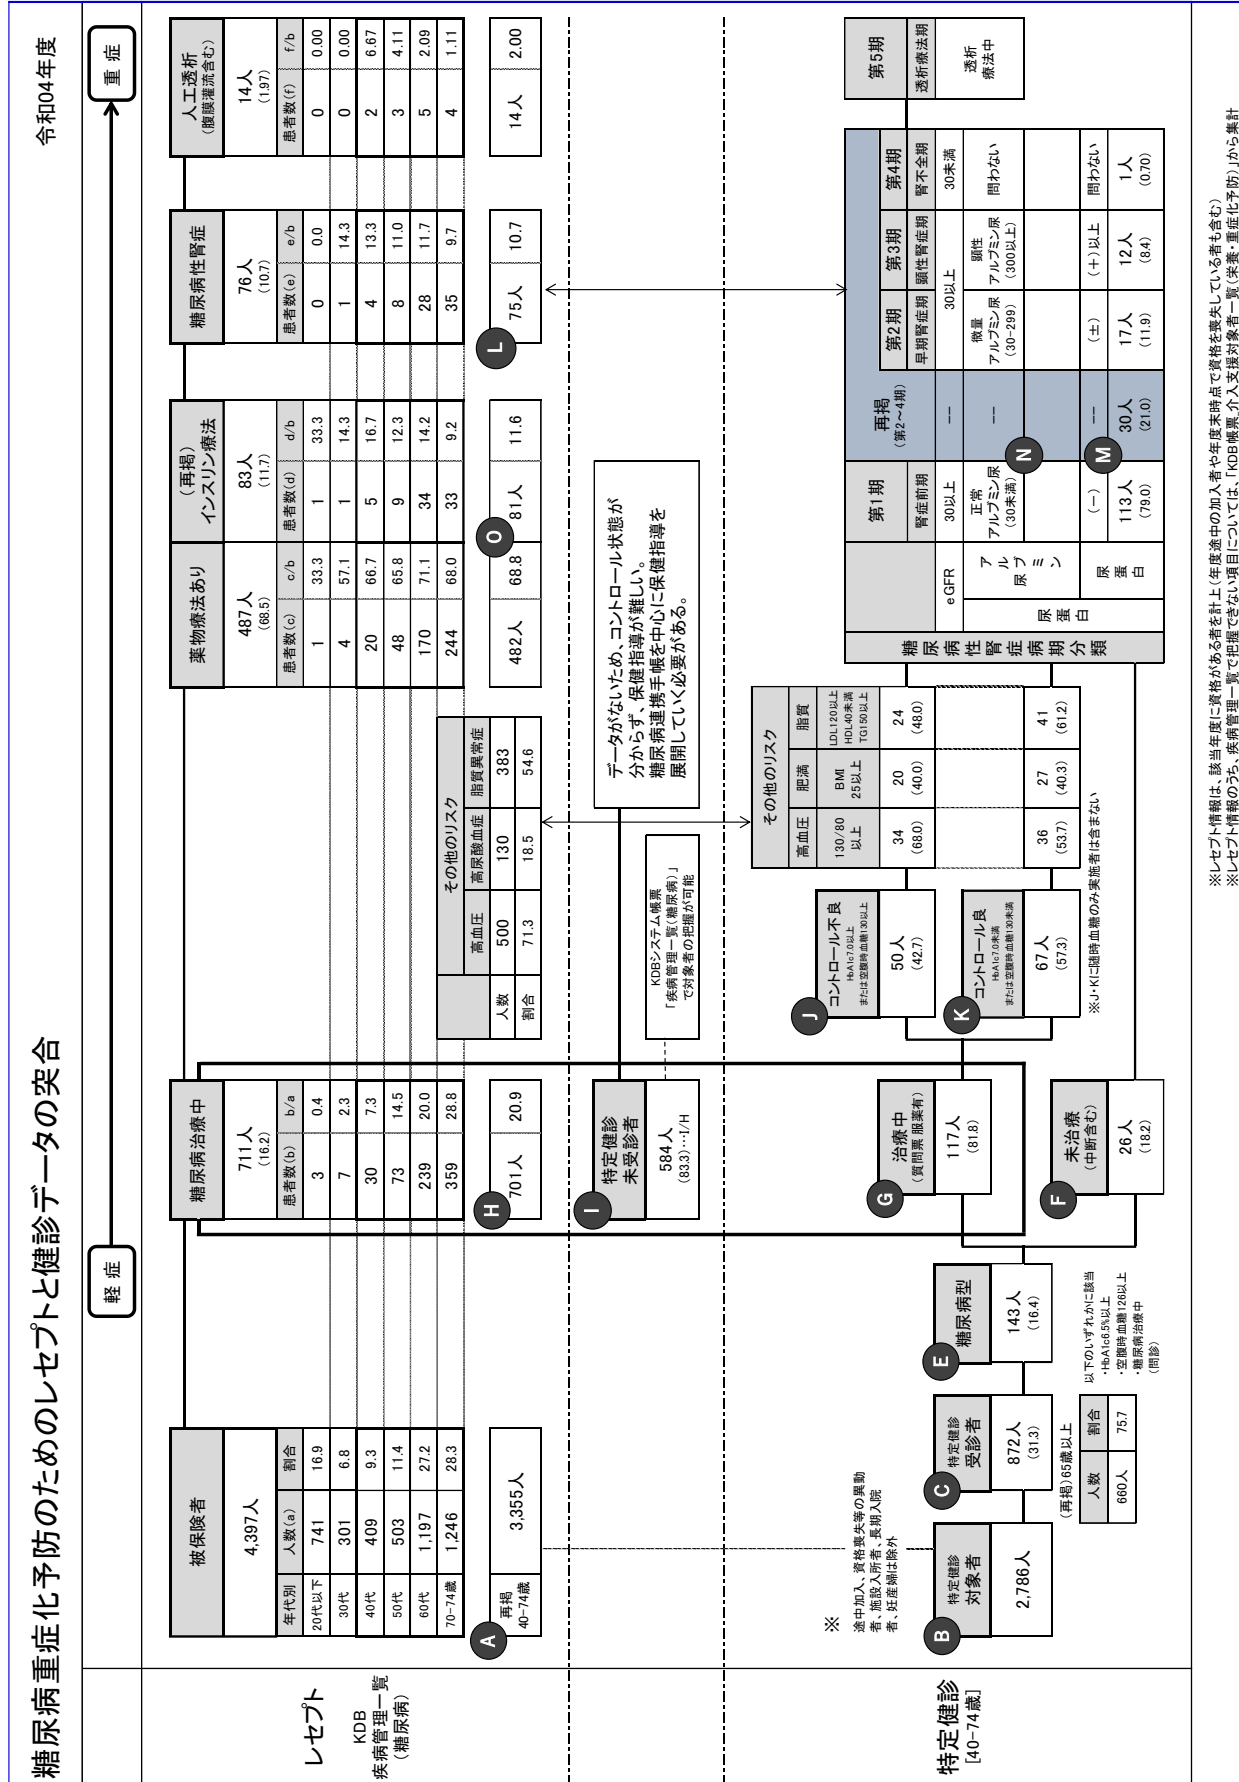 糖尿病重症化予防のためのレセプトと健診データの突合
令和04年度
軽症
重症
レセプト
KDB
疾病管理一覧
(糖尿病)
被保険者
4,397人
年代別 人数(a) 割合
20代以下 741 16.9
30代 301 6.8
40代 409 9.3
50代 503 11.4
60代 1,197 27.2
70-74歳 1,246 28.3
A
再掲
40-74歳
3,355人
糖尿病治療中
711人
(16.2)
患者数(b) b/a
3 0.4
7 2.3
30 7.3
73 14.5
239 20.0
359 28.8
H
701人 20.9
その他のリスク
高血圧 高尿酸血症 脂質異常症
人数 500 130 383
割合 71.3 18.5 54.6
薬物療法あり
487人
(68.5)
患者数(c) c/b
1 33.3
4 57.1
20 66.7
48 65.8
170 71.1
244 68.0
482人 68.8
O
(再掲)
インスリン療法
83人
(11.7)
患者数(d) d/b
1 33.3
1 14.3
5 16.7
9 12.3
34 14.2
33 9.2
81人 11.6
糖尿病性腎症
76人
(10.7)
患者数(e) e/b
0 0.0
1 14.3
4 13.3
8 11.0
28 11.7
35 9.7
L
75人 10.7
人工透析
(腹膜灌流含む)
14人
(1.97)
患者数(f) f/b
0 0.00
0 0.00
2 6.67
3 4.11
5 2.09
4 1.11
14人 2.00
I
特定健診
未受診者
584人
(83.3)…I/H
KDBシステム帳票
「疾病管理一覧(糖尿病)」
で対象者の把握が可能
データがないため、コントロール状態が
分からず、保健指導が難しい。
糖尿病連携手帳を中心に保健指導を
展開していく必要がある。
特定健診
[40-74歳]
※
途中加入、資格喪失等の異動
者、施設入所者、長期入院
者、妊産婦は除外
B
特定健診
対象者
2,786人
C
特定健診
受診者
872人
(31.3)
(再掲)65歳以上
人数 割合
660人 75.7
E
糖尿病型
143人
(16.4)
以下のいずれかに該当
・HbA1c6.5%以上
・空腹時血糖126以上
・糖尿病治療中
(問診)
G
治療中
(質問票 服薬有)
117人
(81.8)
F
未治療
(中断含む)
26人
(18.2)
J
コントロール不良
HbA1c7.0以上
または空腹時血糖130以上
50人
(42.7)
K
コントロール良
HbA1c7.0未満
または空腹時血糖130未満
67人
(57.3)
※J・Kに随時血糖のみ実施者は含まない
その他のリスク
高血圧 肥満 脂質
130/80
以上
BMI
25以上
LDL120以上
HDL40未満
TG150以上
34
(68.0)
20
(40.0)
24
(48.0)
36
(53.7)
27
(40.3)
41
(61.2)
糖尿病性腎症病期分類
eGFR
尿蛋白
尿アルブミン
尿蛋白
第1期
腎症前期
30以上
正常
アルブミン尿
(30未満)
(－)
113人
(79.0)
再掲
(第2～4期)
--
--
N
--
M
30人
(21.0)
第2期
早期腎症期
30以上
微量
アルブミン尿
(30-299)
(±)
17人
(11.9)
第3期
顕性腎症期
顕性
アルブミン尿
(300以上)
(+)以上
12人
(8.4)
第4期
腎不全期
30未満
問わない
問わない
1人
(0.70)
第5期
透析療法期
透析
療法中
※レセプト情報は、該当年度に資格がある者を計上(年度途中の加入者や年度末時点で資格を喪失している者も含む)
※レセプト情報のうち、疾病管理一覧で把握できない項目については、「KDB帳票_介入支援対象者一覧(栄養・重症化予防)」から集計